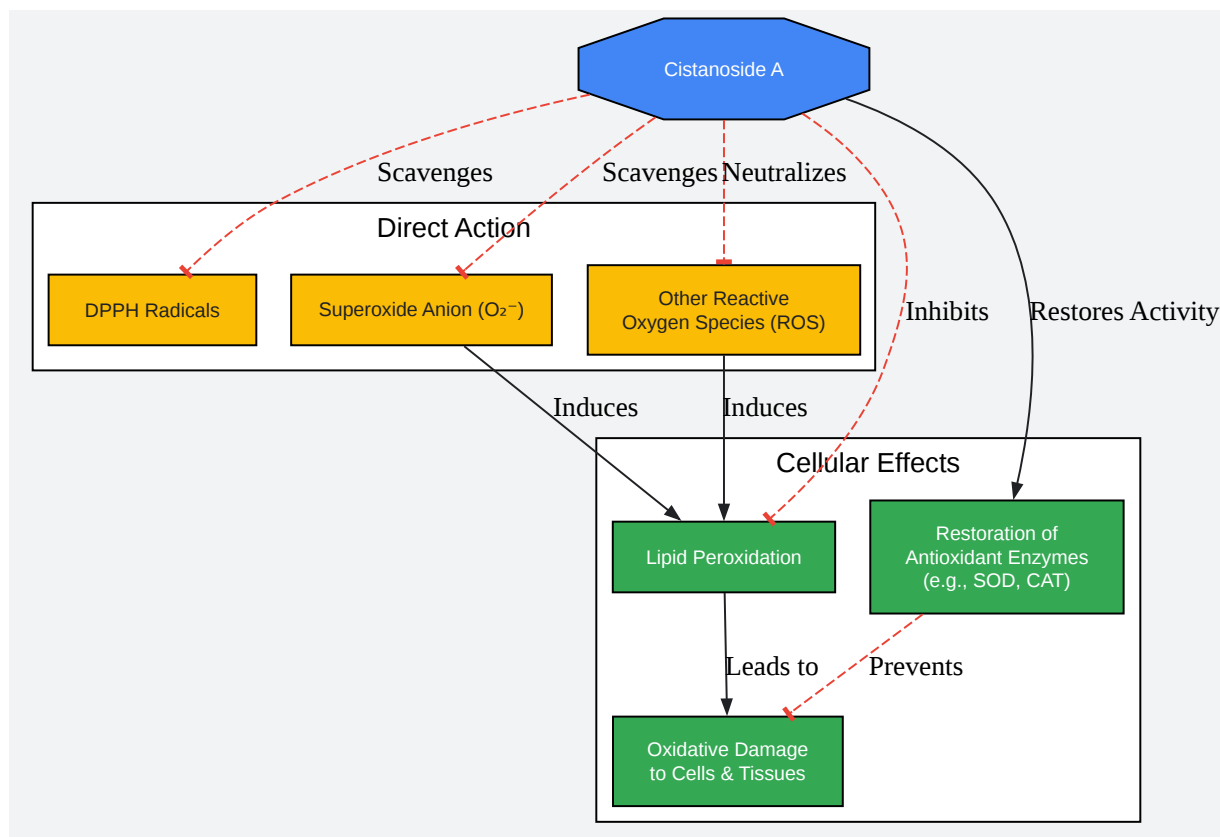 Cistanoside A
Scavenges
Scavenges
Neutralizes
Direct Action
DPPH Radicals
Superoxide Anion (O₂⁻)
Other Reactive
Oxygen Species (ROS)
Inhibits
Restores Activity
Induces
Induces
Cellular Effects
Lipid Peroxidation
Restoration of
Antioxidant Enzymes
(e.g., SOD, CAT)
Leads to
Prevents
Oxidative Damage
to Cells & Tissues